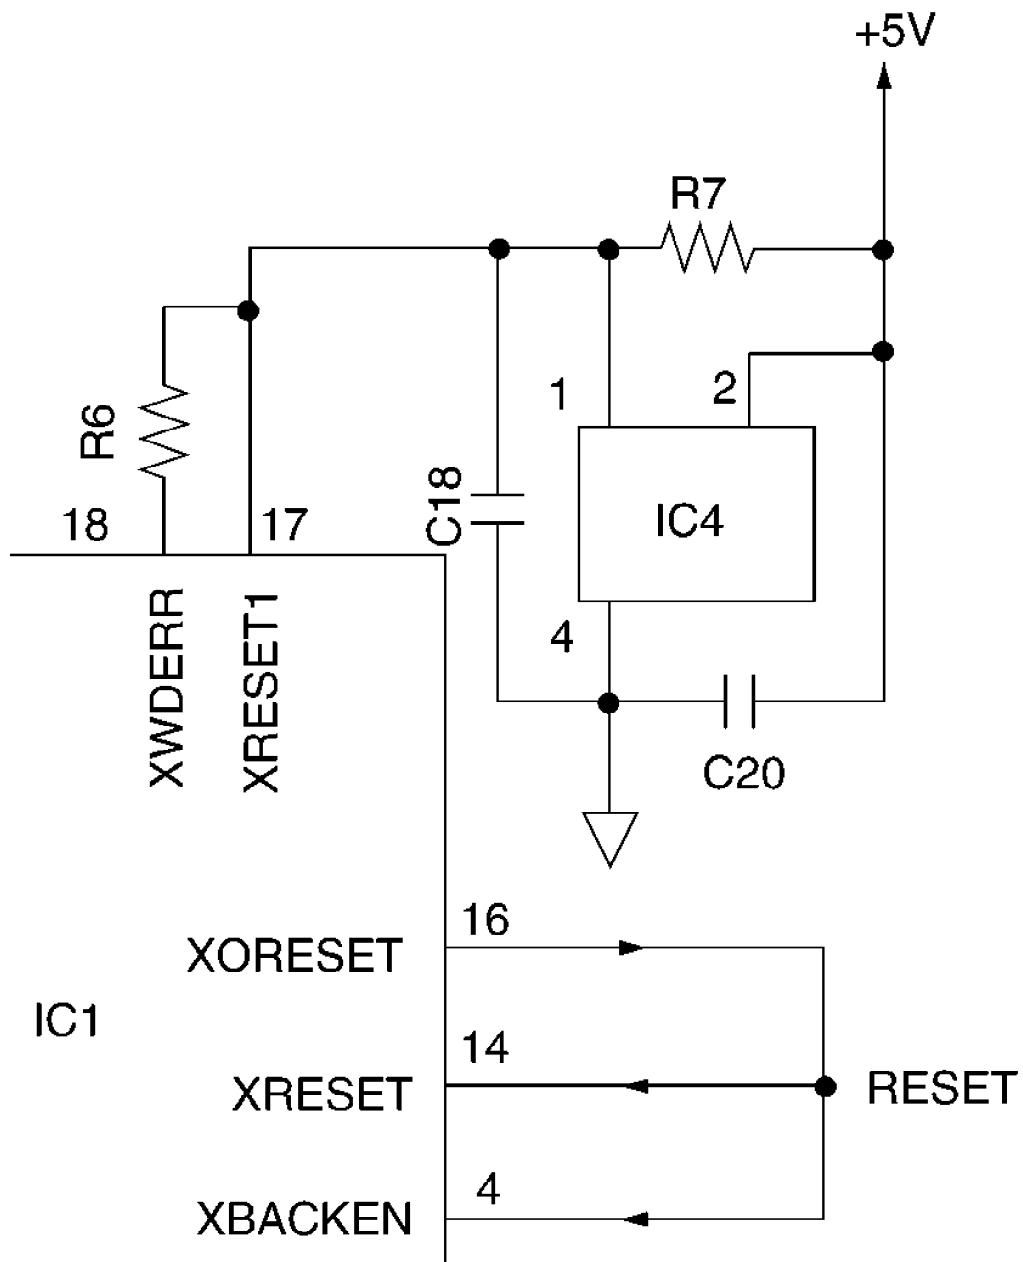 +5V
R7
1
2
R6
C18
IC4
18
17
4
XWDERR
XRESET1
C20
16
XORESET
IC1
14
XRESET
RESET
4
XBACKEN